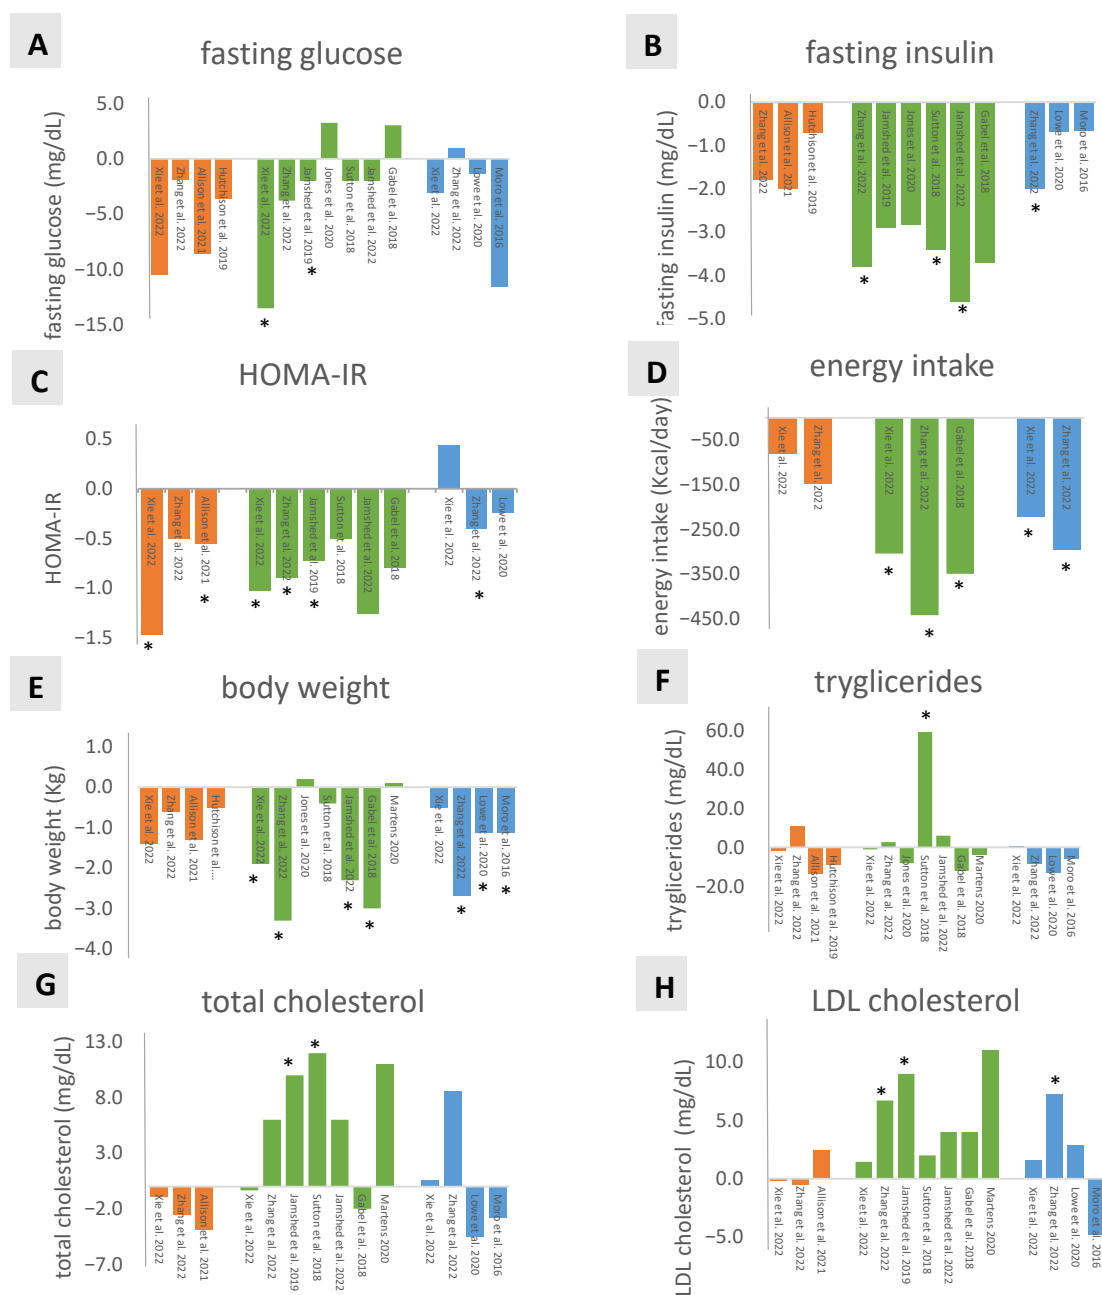 A
fasting glucose
fasting glucose (mg/dL)
5.0
0.0
−5.0
−10.0
−15.0
Xie et al. 2022
Zhang et al. 2022
Allison et al. 2021
Hutchison et al. 2019
Xie et al. 2022
Zhang et al. 2022
Jamshed et al. 2019
*
*
Jones et al. 2020
Sutton et al. 2018
Jamshed et al. 2022
Gabel et al. 2018
Xie et al. 2022
Zhang et al. 2022
Lowe et al. 2020
Moro et al. 2016
B
fasting insulin
fasting insulin (mg/dL)
0.0
−1.0
−2.0
−3.0
−4.0
−5.0
Zhang et al. 2022
Allison et al. 2021
Hutchison et al. 2019
Zhang et al. 2022
Jamshed et al. 2019
Jones et al. 2020
Sutton et al. 2018
Jamshed et al. 2022
Gabel et al. 2018
Zhang et al. 2022
Lowe et al. 2020
Moro et al. 2016
*
*
*
*
C
HOMA-IR
HOMA-IR
0.5
0.0
−0.5
−1.0
−1.5
Xie et al. 2022
Zhang et al. 2022
Allison et al. 2021
Xie et al. 2022
Zhang et al. 2022
Jamshed et al. 2019
Sutton et al. 2018
Jamshed et al. 2022
Gabel et al. 2018
Xie et al. 2022
Zhang et al. 2022
Lowe et al. 2020
*
*
*
*
*
*
D
energy intake
energy intake (Kcal/day)
−50.0
−150.0
−250.0
−350.0
−450.0
Xie et al. 2022
Zhang et al. 2022
Xie et al. 2022
Zhang et al. 2022
Gabel et al. 2018
Xie et al. 2022
Zhang et al. 2022
*
*
*
*
*
E
body weight
body weight (Kg)
1.0
0.0
−1.0
−2.0
−3.0
−4.0
Xie et al. 2022
Zhang et al. 2022
Allison et al. 2021
Hutchison et al....
Xie et al. 2022
Zhang et al. 2022
Jones et al. 2020
Sutton et al. 2018
Jamshed et al. 2022
Gabel et al. 2018
Martens 2020
Xie et al. 2022
Zhang et al. 2022
Lowe et al. 2020
Moro et al. 2016
*
*
*
*
*
*
*
F
tryglicerides
tryglicerides (mg/dL)
60.0
40.0
20.0
0.0
−20.0
Xie et al. 2022
Zhang et al. 2022
Allison et al. 2021
Hutchison et al. 2019
Xie et al. 2022
Zhang et al. 2022
Jones et al. 2020
Sutton et al. 2018
Jamshed et al. 2022
Gabel et al. 2018
Martens 2020
Xie et al. 2022
Zhang et al. 2022
Lowe et al. 2020
Moro et al. 2016
*
G
total cholesterol
total cholesterol (mg/dL)
13.0
8.0
3.0
−2.0
−7.0
Xie et al. 2022
Zhang et al. 2022
Allison et al. 2021
Xie et al. 2022
Zhang et al. 2022
Jamshed et al. 2019
Sutton et al. 2018
Jamshed et al. 2022
Gabel et al. 2018
Martens 2020
Xie et al. 2022
Zhang et al. 2022
Lowe et al. 2020
Moro et al. 2016
*
*
H
LDL cholesterol
LDL cholesterol (mg/dL)
10.0
5.0
0.0
−5.0
Xie et al. 2022
Zhang et al. 2022
Allison et al. 2021
Xie et al. 2022
Zhang et al. 2022
Jamshed et al. 2019
Sutton et al. 2018
Jamshed et al. 2022
Gabel et al. 2018
Martens 2020
Xie et al. 2022
Zhang et al. 2022
Lowe et al. 2020
Moro et al. 2016
*
*
*